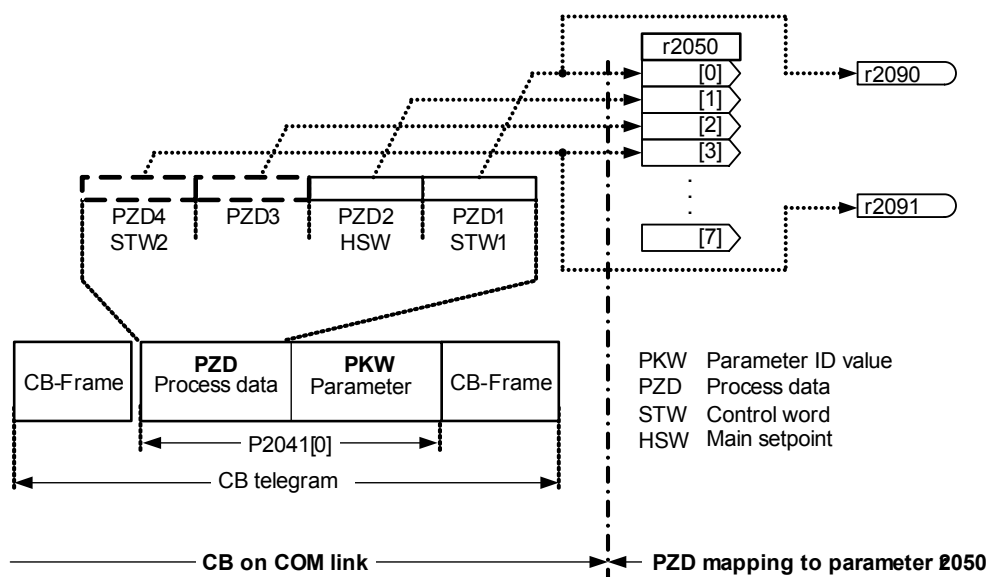 r2050
[0]
r2090
[1]
[2]
[3]
PZD4 PZD3 PZD2 PZD1
STW2 HSW STW1
r2091
[7]
CB-Frame PZD PKW CB-Frame
Process data Parameter
P2041[0]
CB telegram
PKW Parameter ID value
PZD Process data
STW Control word
HSW Main setpoint
CB on COM link PZD mapping to parameter r2050